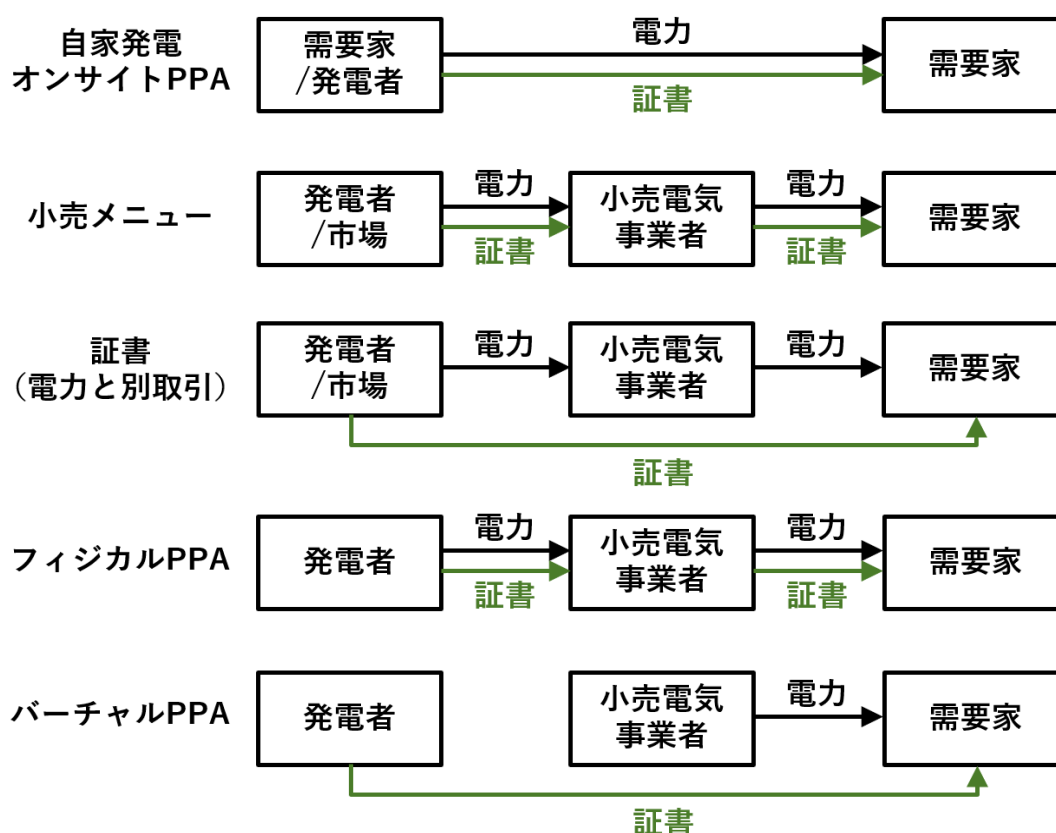 自家発電
オンサイトPPA
需要家
/発電者
電力
証書
需要家
小売メニュー
発電者
/市場
電力
証書
小売電気
事業者
電力
証書
需要家
証書
（電力と別取引）
発電者
/市場
電力
小売電気
事業者
電力
需要家
証書
フィジカルPPA
発電者
電力
証書
小売電気
事業者
電力
証書
需要家
バーチャルPPA
発電者
小売電気
事業者
電力
需要家
証書